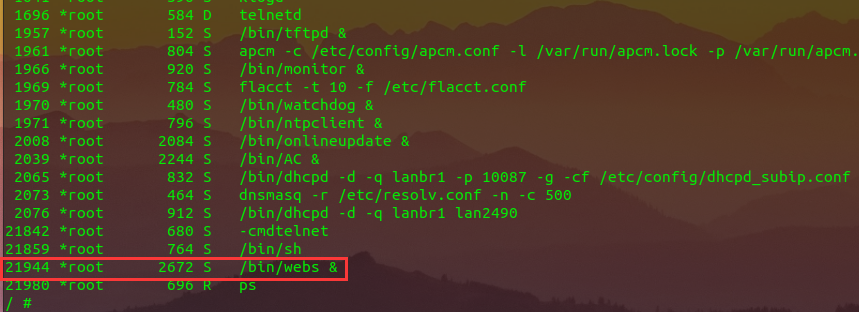 1696 *root 584 D telnetd
1957 *root 152 S /bin/tftpd &
1961 *root 804 S apcm -c /etc/config/apcm.conf -l /var/run/apcm.lock -p /var/run/apcm.
1966 *root 920 S /bin/monitor &
1969 *root 784 S flacct -t 10 -f /etc/flacct.conf
1970 *root 480 S /bin/watchdog &
1971 *root 796 S /bin/ntpclient &
2008 *root 2084 S /bin/onlineupdate &
2039 *root 2244 S /bin/AC &
2065 *root 832 S /bin/dhcpd -d -q lanbr1 -p 10087 -g -cf /etc/config/dhcpd_subip.conf
2073 *root 464 S dnsmasq -r /etc/resolv.conf -n -c 500
2076 *root 912 S /bin/dhcpd -d -q lanbr1 lan2490
21842 *root 680 S -cmdtelnet
21859 *root 764 S /bin/sh
21944 *root 2672 S /bin/webs &
21980 *root 696 R ps
/ #